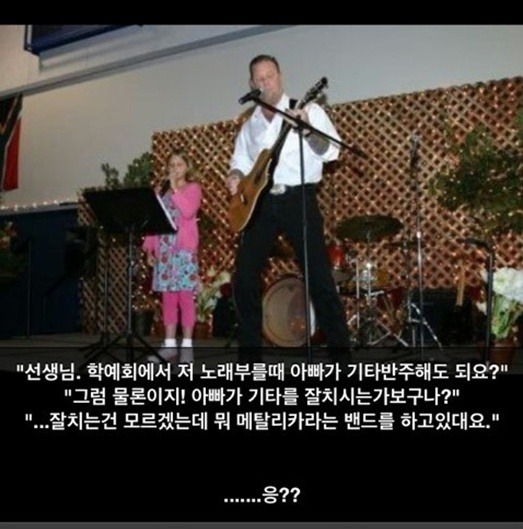 "선생님. 학예회에서 저 노래부를때 아빠가 기타반주해도 되요?"
"그럼 물론이지! 아빠가 기타를 잘치시는가보구나?"
"...잘치는건 모르겠는데 뭐 메탈리카라는 밴드를 하고있대요."
.......응??